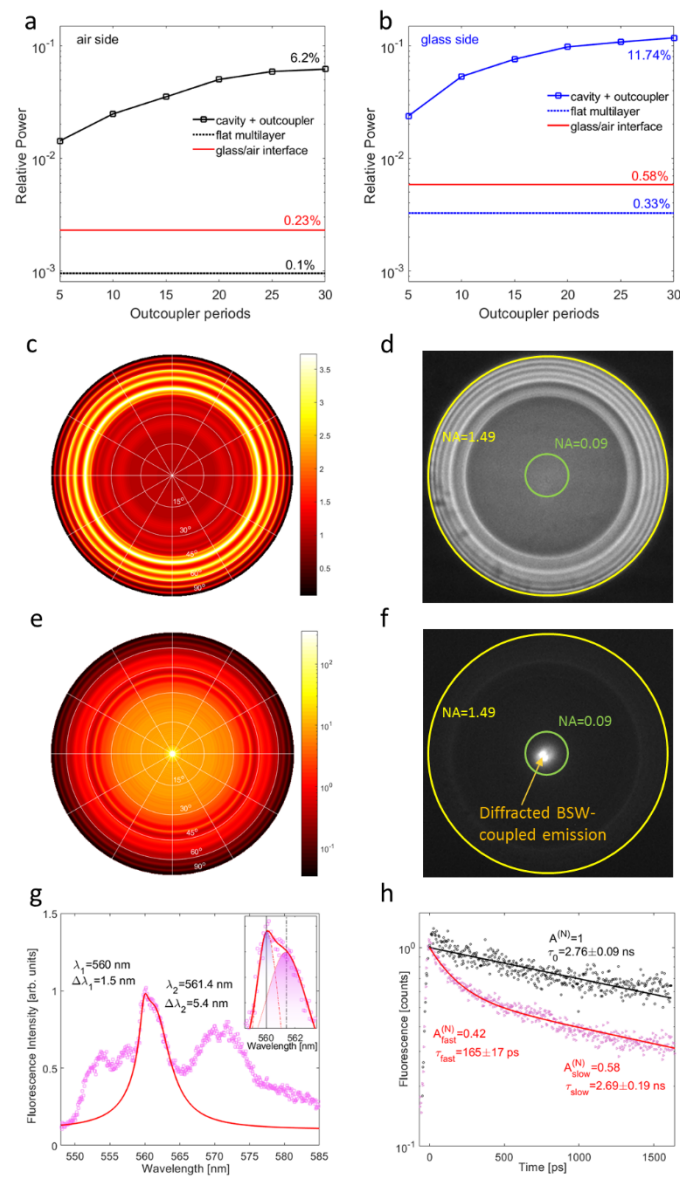 a
b
10⁻¹
air side
6.2%
cavity + outcoupler
flat multilayer
glass/air interface
10⁻²
Relative Power
0.23%
0.1%
10⁻³
5 10 15 20 25 30
Outcoupler periods
10⁻¹
glass side
11.74%
cavity + outcoupler
flat multilayer
glass/air interface
10⁻²
Relative Power
0.58%
0.33%
10⁻³
5 10 15 20 25 30
Outcoupler periods
c
15°
30°
45°
60°
90°
3.5
3
2.5
2
1.5
1
0.5
d
NA=1.49
NA=0.09
e
15°
30°
45°
60°
90°
10²
10¹
10⁰
10⁻¹
f
NA=1.49
NA=0.09
Diffracted BSW-
coupled emission
g
1.5
1
0.5
0
Fluorescence Intensity [arb. units]
λ₁=560 nm
Δλ₁=1.5 nm
λ₂=561.4 nm
Δλ₂=5.4 nm
560 562
Wavelength [nm]
550 555 560 565 570 575 580 585
Wavelength [nm]
h
10⁰
10⁻¹
Fluorescence [counts]
A⁽ᴺ⁾=1
τ₀=2.76±0.09 ns
A⁽ᴺ⁾fast=0.42
τfast=165±17 ps
A⁽ᴺ⁾slow=0.58
τslow=2.69±0.19 ns
0 500 1000 1500
Time [ps]